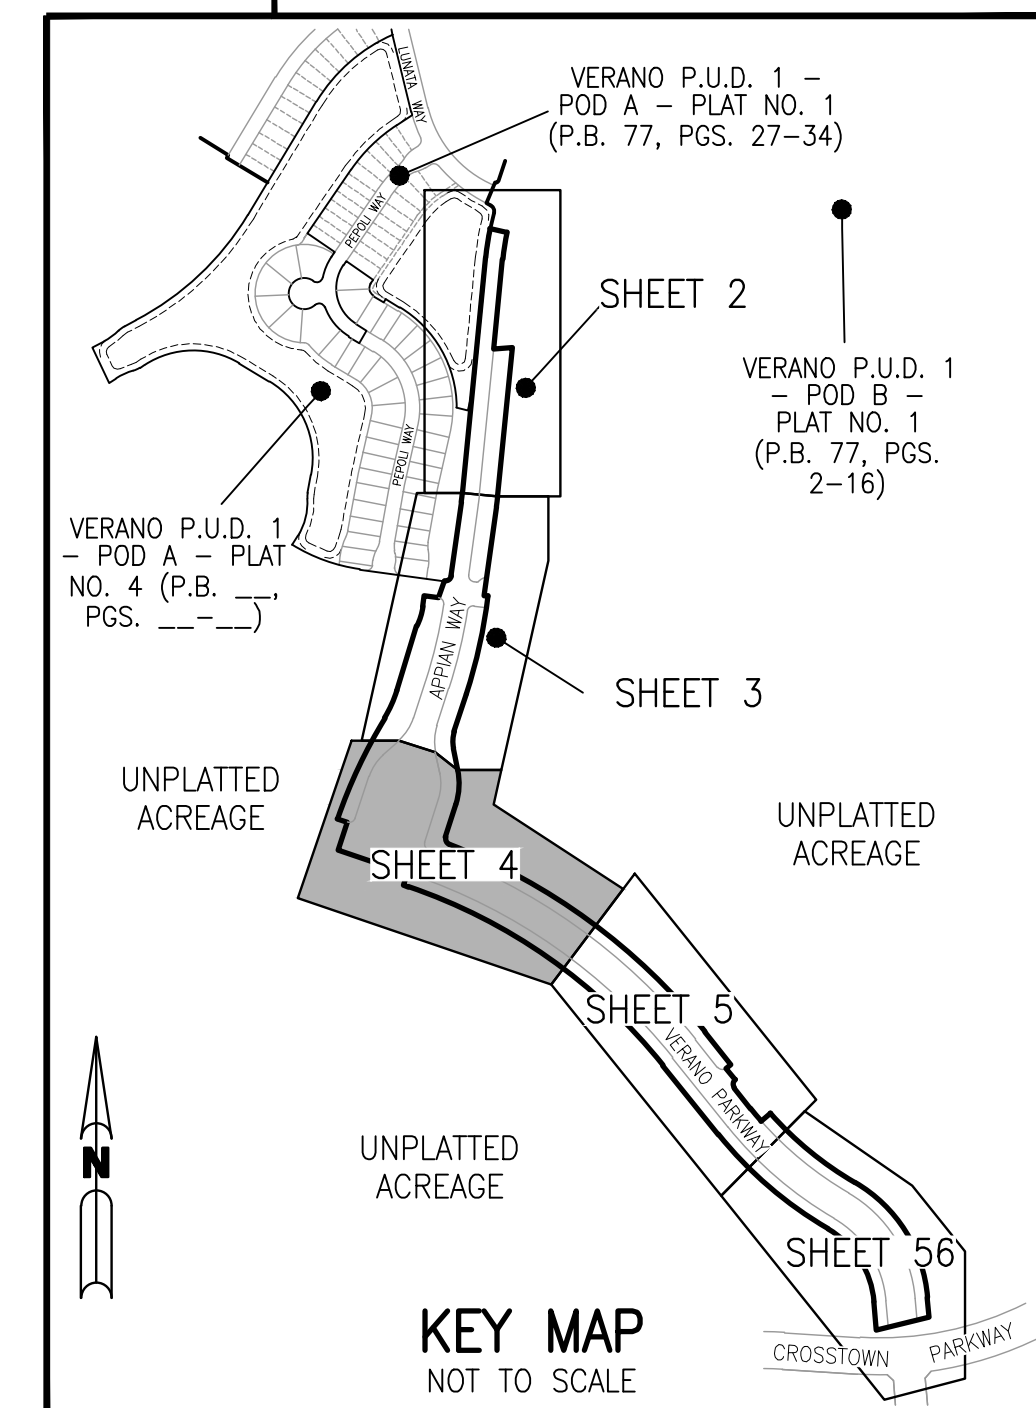 LUNATA WAY
VERANO P.U.D. 1 –
POD A – PLAT NO. 1
(P.B. 77, PGS. 27–34)
PEPOLI WAY
SHEET 2
VERANO P.U.D. 1
– POD B –
PLAT NO. 1
(P.B. 77, PGS.
2–16)
PEPOLI WAY
VERANO P.U.D. 1
– POD A – PLAT
NO. 4 (P.B. __,
PGS. __–__)
APPIAN WAY
SHEET 3
UNPLATTED
ACREAGE
UNPLATTED
ACREAGE
SHEET 4
SHEET 5
VERANO PARKWAY
N
UNPLATTED
ACREAGE
SHEET 56
KEY MAP
NOT TO SCALE
CROSSTOWN PARKWAY